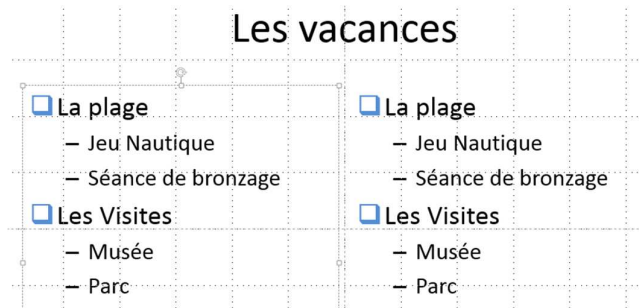 Les vacances
La plage
– Jeu Nautique
– Séance de bronzage
Les Visites
– Musée
– Parc
La plage
– Jeu Nautique
– Séance de bronzage
Les Visites
– Musée
– Parc